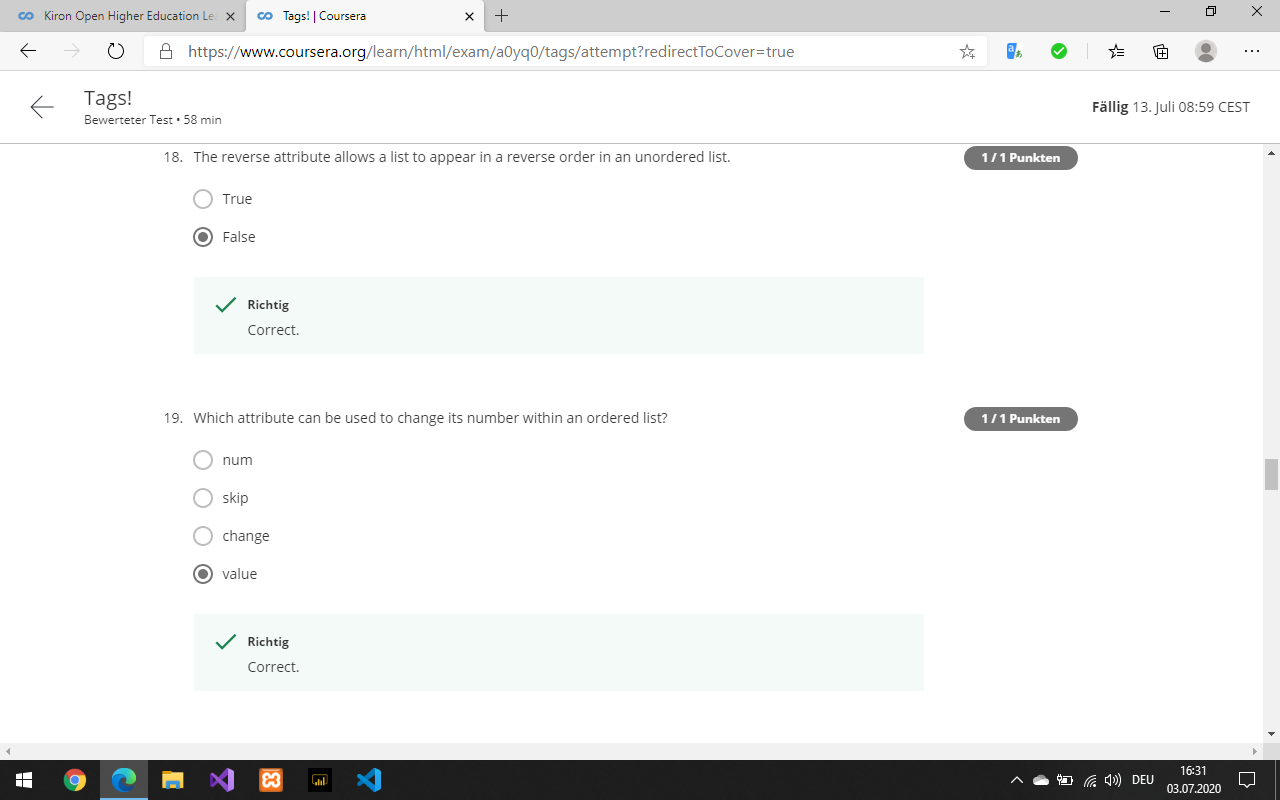 Kiron Open Higher Education Le
Tags! | Coursera
https://www.coursera.org/learn/html/exam/a0yq0/tags/attempt?redirectToCover=true
Tags!
Bewerteter Test • 58 min
Fällig 13. Juli 08:59 CEST
18. The reverse attribute allows a list to appear in a reverse order in an unordered list.
1 / 1 Punkten
True
False
Richtig
Correct.
19. Which attribute can be used to change its number within an ordered list?
1 / 1 Punkten
num
skip
change
value
Richtig
Correct.
DEU
16:31
03.07.2020